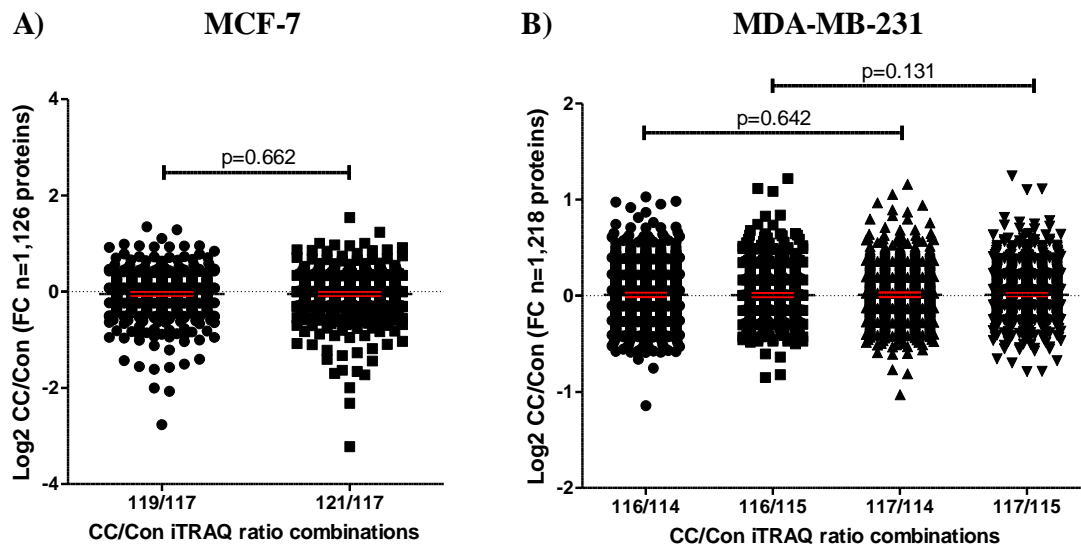 A) MCF-7
Log2 CC/Con (FC n=1,126 proteins)
4
2
0
-2
-4
p=0.662
119/117 121/117
CC/Con iTRAQ ratio combinations
B) MDA-MB-231
Log2 CC/Con (FC n=1,218 proteins)
2
1
0
-1
-2
p=0.131
p=0.642
116/114 116/115 117/114 117/115
CC/Con iTRAQ ratio combinations